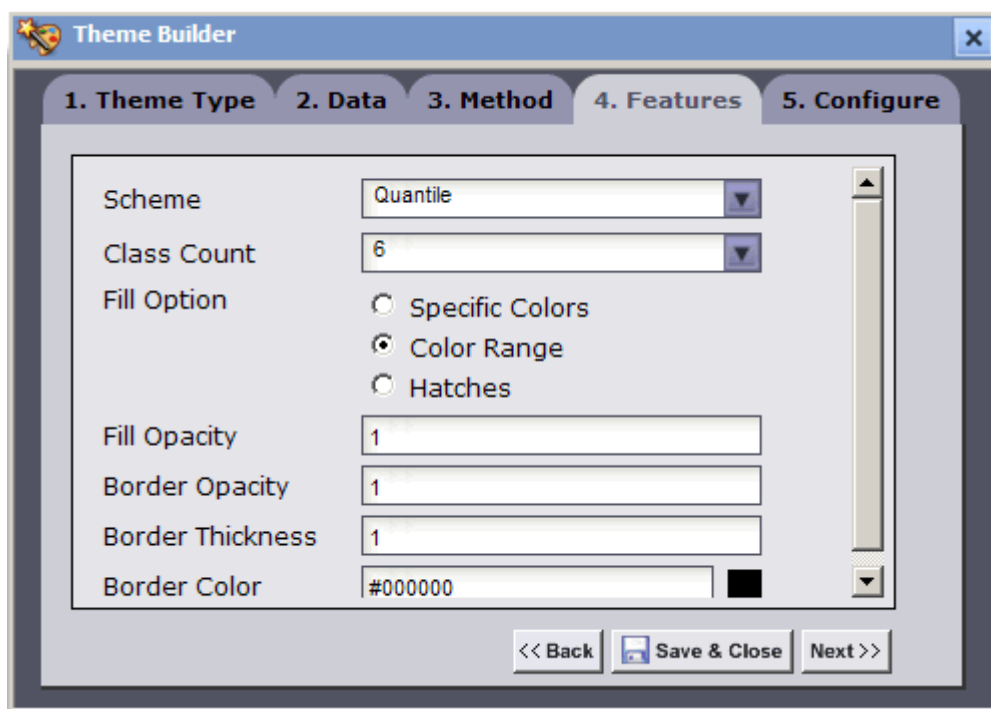 Theme Builder
1. Theme Type 2. Data 3. Method 4. Features 5. Configure
Scheme Quantile
Class Count 6
Fill Option Specific Colors
Color Range
Hatches
Fill Opacity 1
Border Opacity 1
Border Thickness 1
Border Color #000000
<< Back Save & Close Next >>